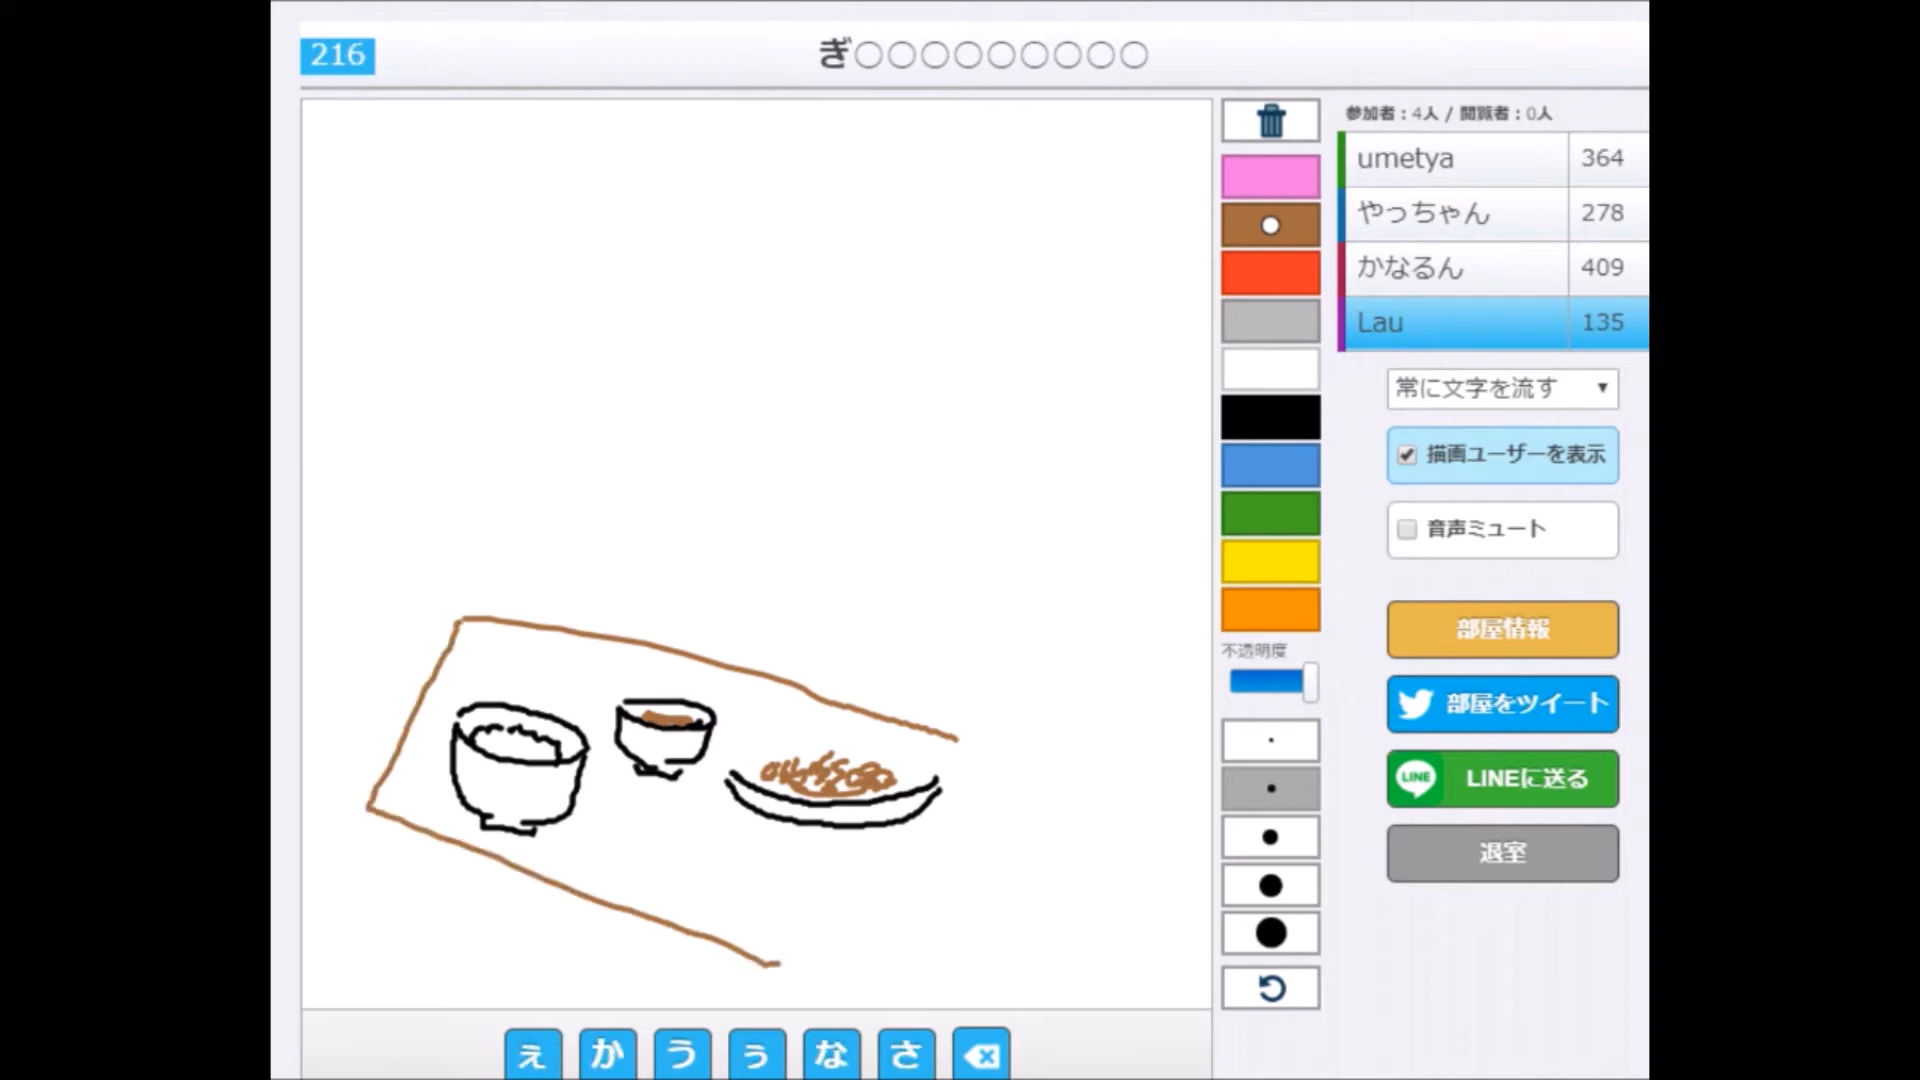 216
ぎ○○○○○○○○○
参加者：4人 / 閲覧者：0人
umetya 364
やっちゃん 278
かなるん 409
Lau 135
常に文字を流す
描画ユーザーを表示
音声ミュート
不透明度
部屋情報
部屋をツイート
LINE LINEに送る
退室
ぇ か う ぅ な さ